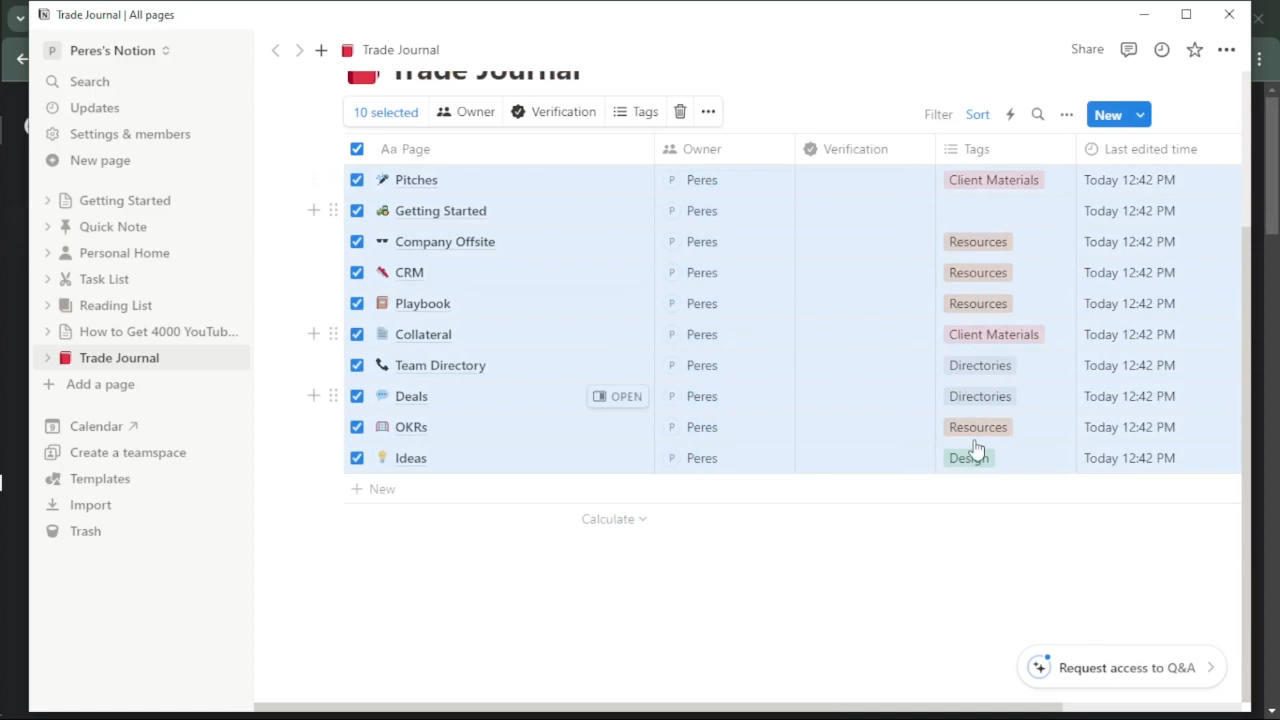 Trade Journal | All pages
P Peres's Notion
Search
Updates
Settings & members
New page
Getting Started
Quick Note
Personal Home
Task List
Reading List
How to Get 4000 YouTub...
Trade Journal
Add a page
Calendar
Create a teamspace
Templates
Import
Trash
Trade Journal
Share
Trade Journal
10 selected Owner Verification Tags
Filter Sort New
Aa Page Owner Verification Tags Last edited time
Pitches P Peres Client Materials Today 12:42 PM
Getting Started P Peres Today 12:42 PM
Company Offsite P Peres Resources Today 12:42 PM
CRM P Peres Resources Today 12:42 PM
Playbook P Peres Resources Today 12:42 PM
Collateral P Peres Client Materials Today 12:42 PM
Team Directory P Peres Directories Today 12:42 PM
Deals OPEN P Peres Directories Today 12:42 PM
OKRs P Peres Resources Today 12:42 PM
Ideas P Peres Design Today 12:42 PM
New
Calculate
Request access to Q&A